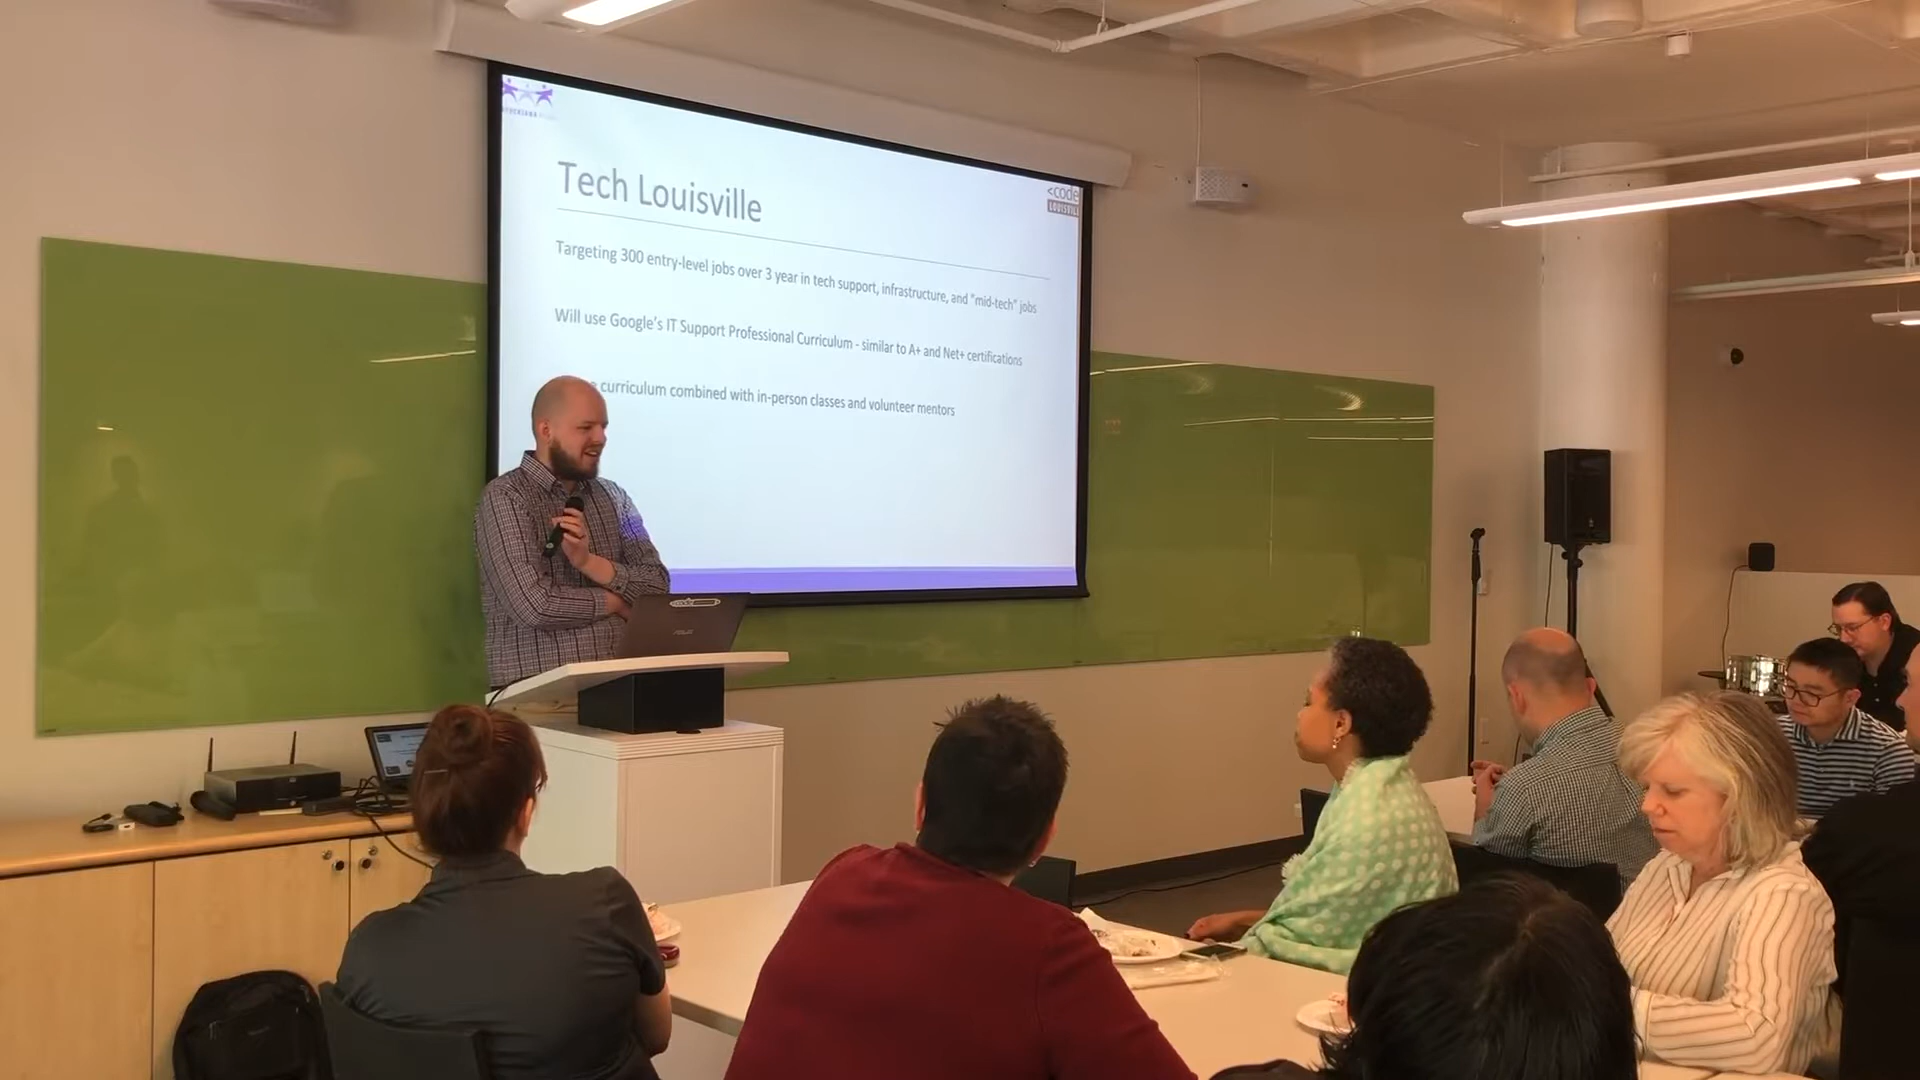 Tech Louisville
<code
LOUISVILL
Targeting 300 entry-level jobs over 3 year in tech support, infrastructure, and "mid-tech" jobs
Will use Google's IT Support Professional Curriculum - similar to A+ and Net+ certifications
curriculum combined with in-person classes and volunteer mentors
ASUS